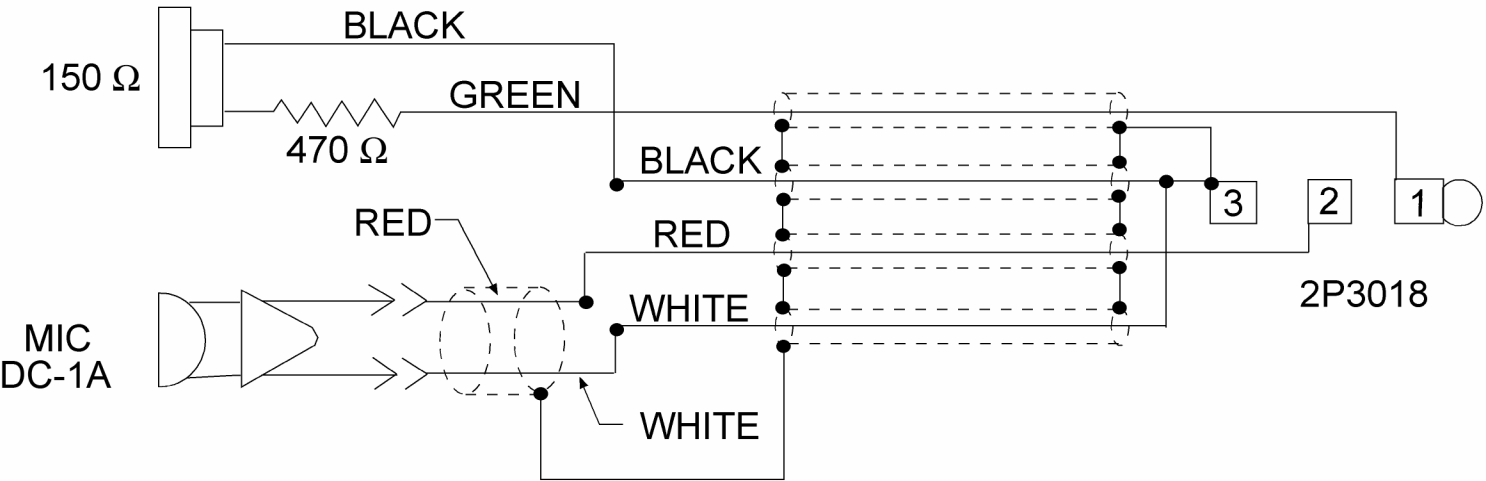 BLACK
150 Ω
GREEN
470 Ω
BLACK
3
2
1
RED
RED
2P3018
WHITE
MIC
DC-1A
WHITE